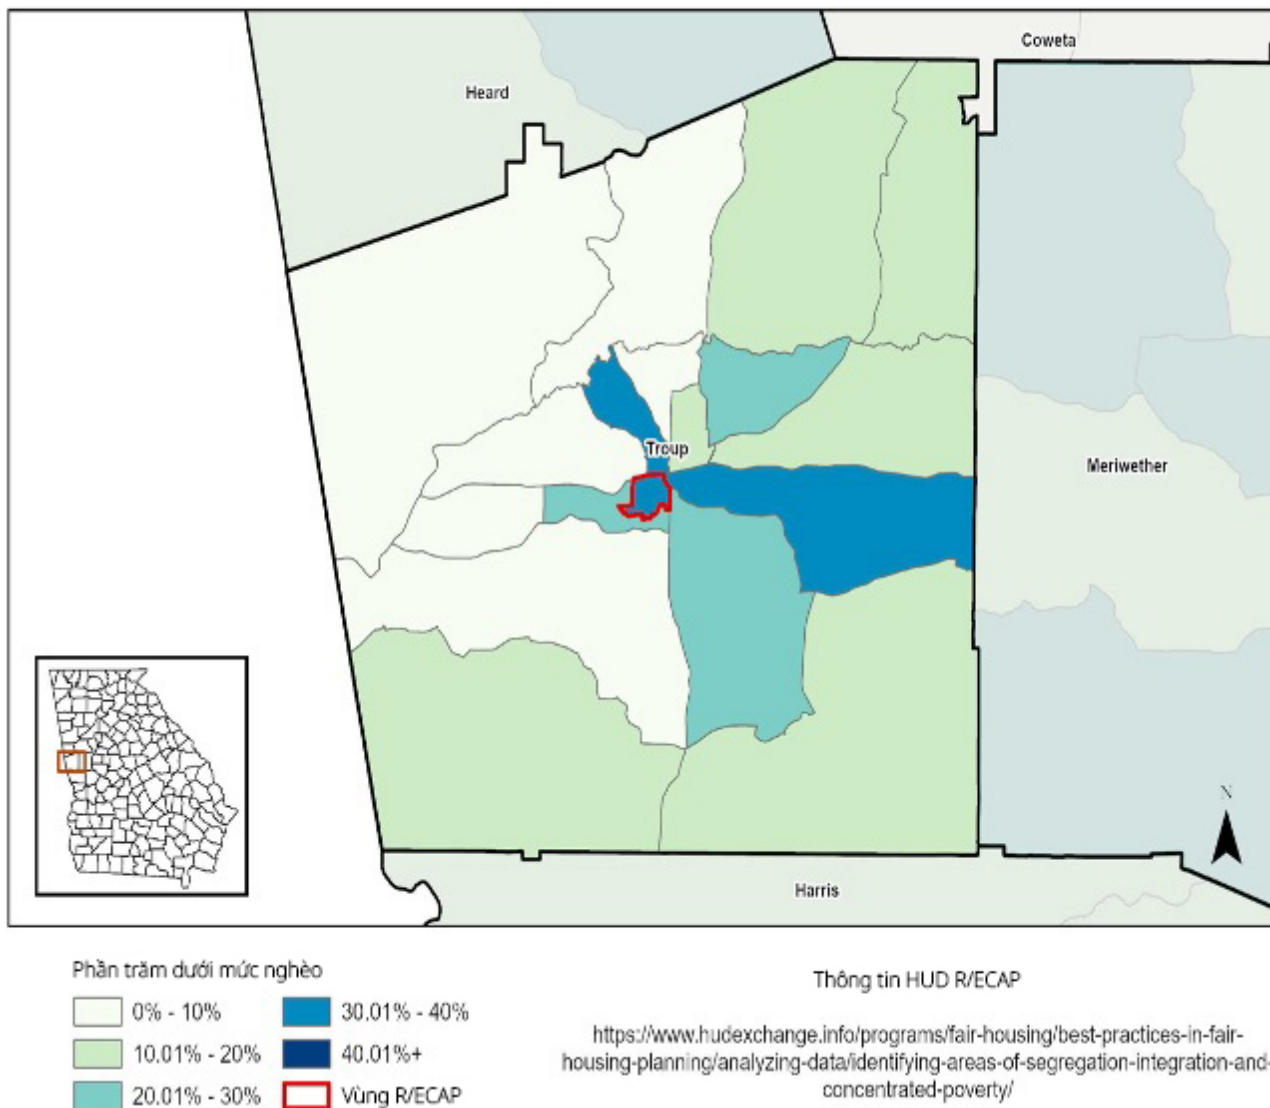 Coweta
Heard
Troup
Meriwether
N
Harris
Phần trăm dưới mức nghèo
0% - 10%
10.01% - 20%
20.01% - 30%
30.01% - 40%
40.01%+
Vùng R/ECAP
Thông tin HUD R/ECAP
https://www.hudexchange.info/programs/fair-housing/best-practices-in-fair-
housing-planning/analyzing-data/identifying-areas-of-segregation-integration-and-
concentrated-poverty/